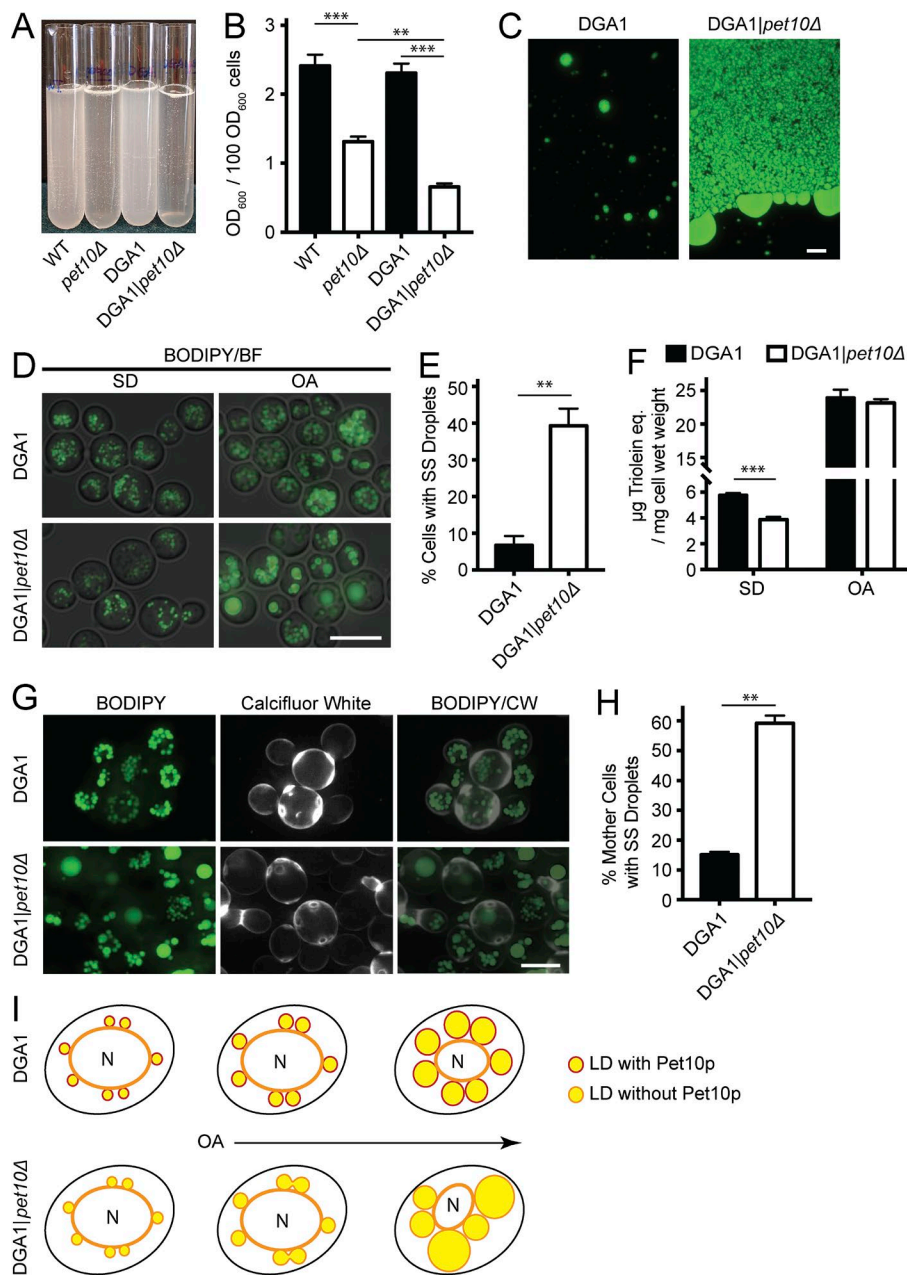 A
WT
pet10Δ
DGA1
DGA1|pet10Δ
B
OD600 / 100 OD600 cells
3
2
1
0
***
**
***
WT
pet10Δ
DGA1
DGA1|pet10Δ
C
DGA1
DGA1|pet10Δ
D
BODIPY/BF
SD
OA
DGA1
DGA1|pet10Δ
E
% Cells with SS Droplets
50
40
30
20
10
0
**
DGA1
DGA1|pet10Δ
F
DGA1
DGA1|pet10Δ
µg Triolein eq.
/ mg cell wet weight
25
20
15
8
6
4
2
0
***
SD
OA
G
BODIPY
Calcifluor White
BODIPY/CW
DGA1
DGA1|pet10Δ
H
% Mother Cells
with SS Droplets
60
50
40
30
20
10
0
**
DGA1
DGA1|pet10Δ
I
DGA1
N
N
N
LD with Pet10p
LD without Pet10p
OA
DGA1|pet10Δ
N
N
N